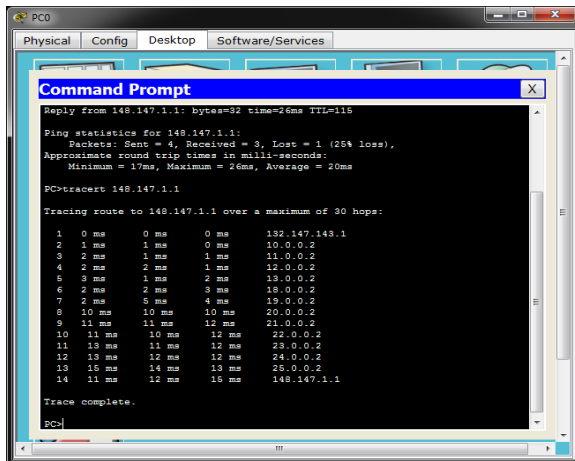 PC0
Physical Config Desktop Software/Services
Command Prompt X
Reply from 148.147.1.1: bytes=32 time=26ms TTL=115
Ping statistics for 148.147.1.1:
Packets: Sent = 4, Received = 3, Lost = 1 (25% loss),
Approximate round trip times in milli-seconds:
Minimum = 17ms, Maximum = 26ms, Average = 20ms
PC>tracert 148.147.1.1
Tracing route to 148.147.1.1 over a maximum of 30 hops:
1 0 ms 0 ms 0 ms 132.147.143.1
2 1 ms 1 ms 0 ms 10.0.0.2
3 2 ms 1 ms 1 ms 11.0.0.2
4 2 ms 2 ms 1 ms 12.0.0.2
5 3 ms 1 ms 2 ms 13.0.0.2
6 2 ms 2 ms 3 ms 18.0.0.2
7 2 ms 5 ms 4 ms 19.0.0.2
8 10 ms 10 ms 10 ms 20.0.0.2
9 11 ms 11 ms 12 ms 21.0.0.2
10 11 ms 10 ms 12 ms 22.0.0.2
11 13 ms 11 ms 12 ms 23.0.0.2
12 13 ms 12 ms 12 ms 24.0.0.2
13 15 ms 14 ms 13 ms 25.0.0.2
14 11 ms 12 ms 15 ms 148.147.1.1
Trace complete.
PC>